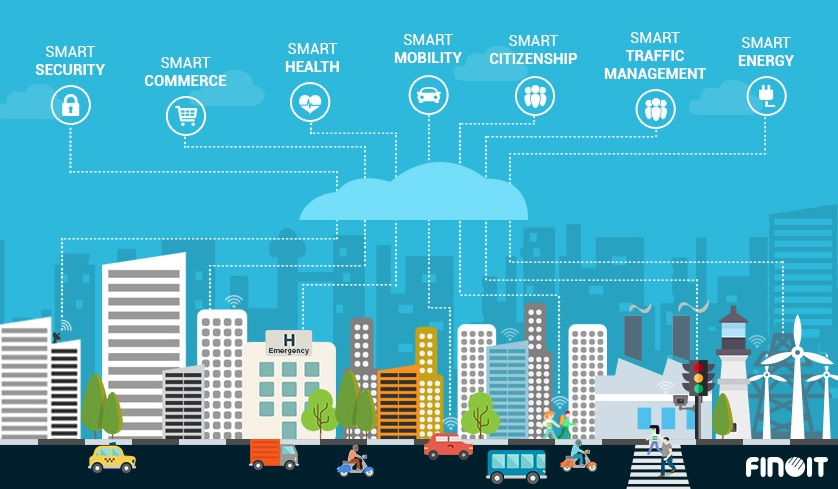 SMART
SECURITY
SMART
COMMERCE
SMART
HEALTH
SMART
MOBILITY
SMART
CITIZENSHIP
SMART
TRAFFIC
MANAGEMENT
SMART
ENERGY
H
Emergency
FINOIT